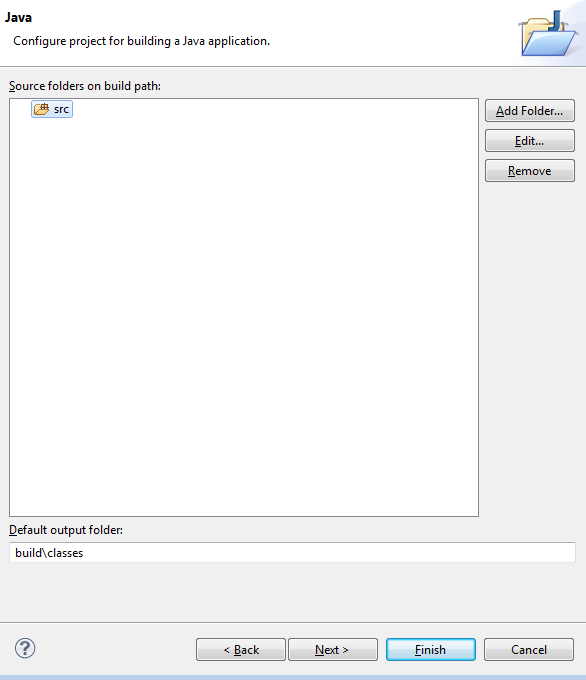 Java
Configure project for building a Java application.
Source folders on build path:
src
Add Folder...
Edit...
Remove
Default output folder:
build\classes
?
< Back
Next >
Finish
Cancel